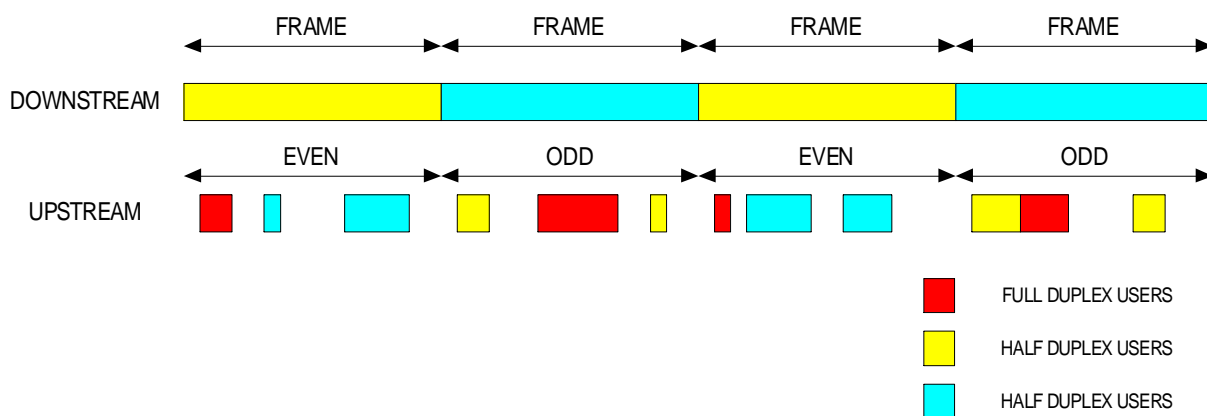 FRAME FRAME FRAME FRAME
DOWNSTREAM
EVEN ODD EVEN ODD
UPSTREAM
FULL DUPLEX USERS
HALF DUPLEX USERS
HALF DUPLEX USERS